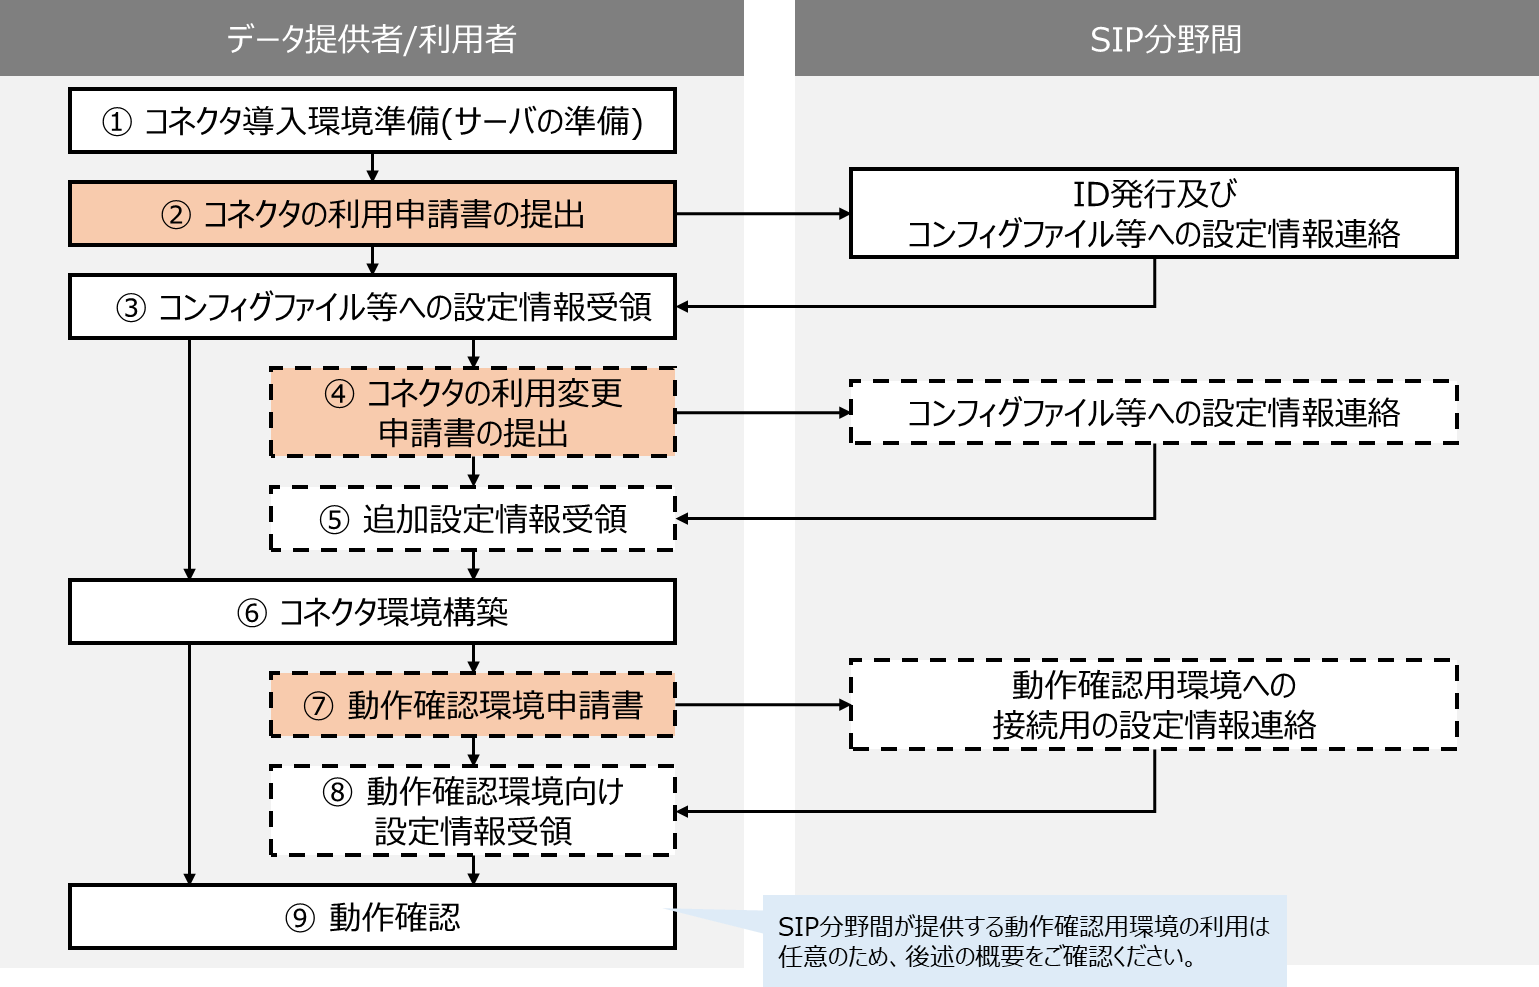 データ提供者/利用者
SIP分野間
① コネクタ導入環境準備(サーバの準備)
② コネクタの利用申請書の提出
ID発行及び
コンフィグファイル等への設定情報連絡
③ コンフィグファイル等への設定情報受領
④ コネクタの利用変更
申請書の提出
コンフィグファイル等への設定情報連絡
⑤ 追加設定情報受領
⑥ コネクタ環境構築
⑦ 動作確認環境申請書
動作確認用環境への
接続用の設定情報連絡
⑧ 動作確認環境向け
設定情報受領
⑨ 動作確認
SIP分野間が提供する動作確認用環境の利用は
任意のため、後述の概要をご確認ください。